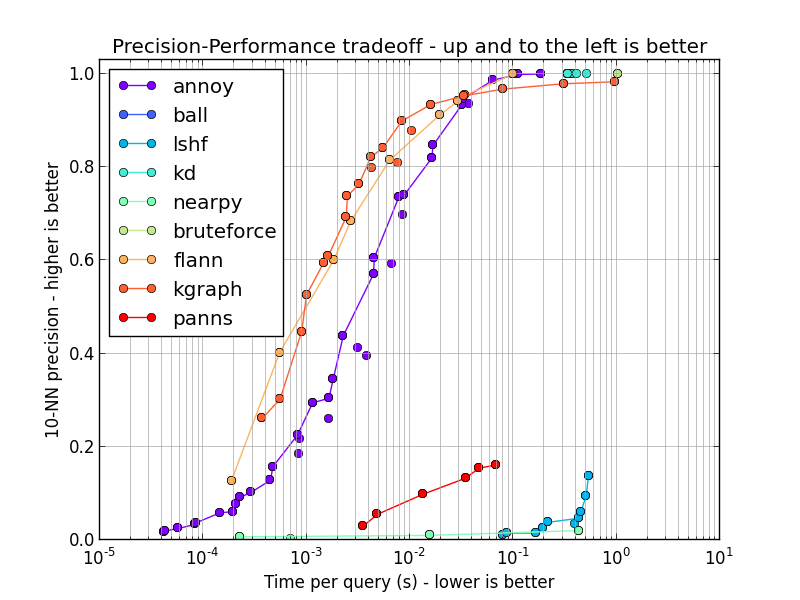 Precision-Performance tradeoff - up and to the left is better
10-NN precision - higher is better
1.0
0.8
0.6
0.4
0.2
0.0
annoy
ball
lshf
kd
nearpy
bruteforce
flann
kgraph
panns
10⁻⁵ 10⁻⁴ 10⁻³ 10⁻² 10⁻¹ 10⁰ 10¹
Time per query (s) - lower is better